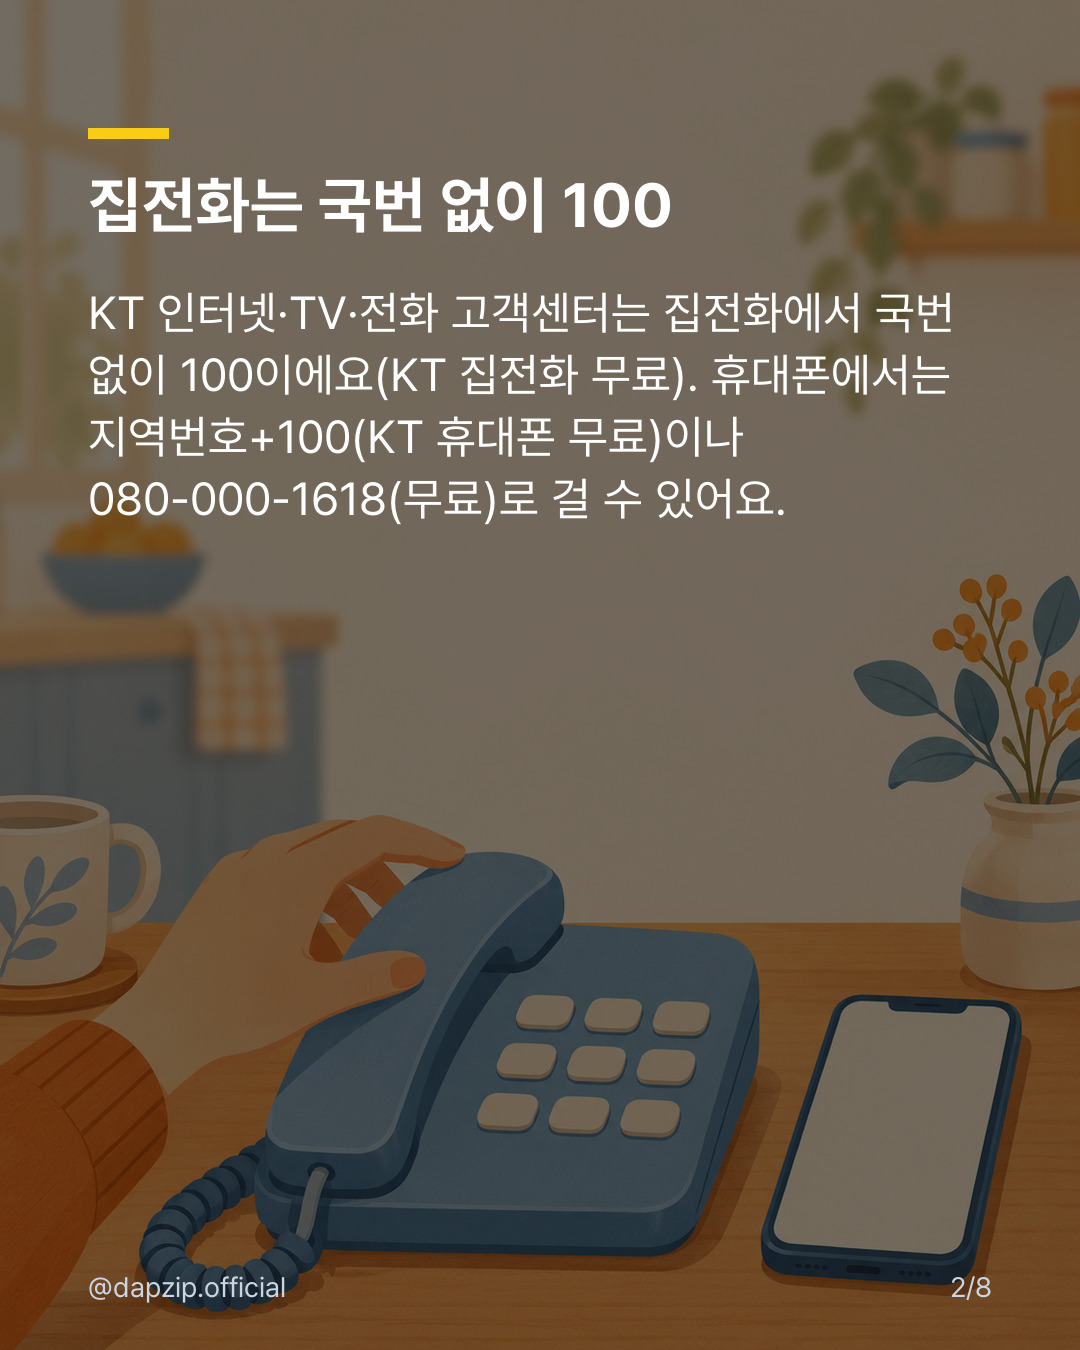 집전화는 국번 없이 100
KT 인터넷·TV·전화 고객센터는 집전화에서 국번
없이 100이에요(KT 집전화 무료). 휴대폰에서는
지역번호+100(KT 휴대폰 무료)이나
080-000-1618(무료)로 걸 수 있어요.
@dapzip.official
2/8